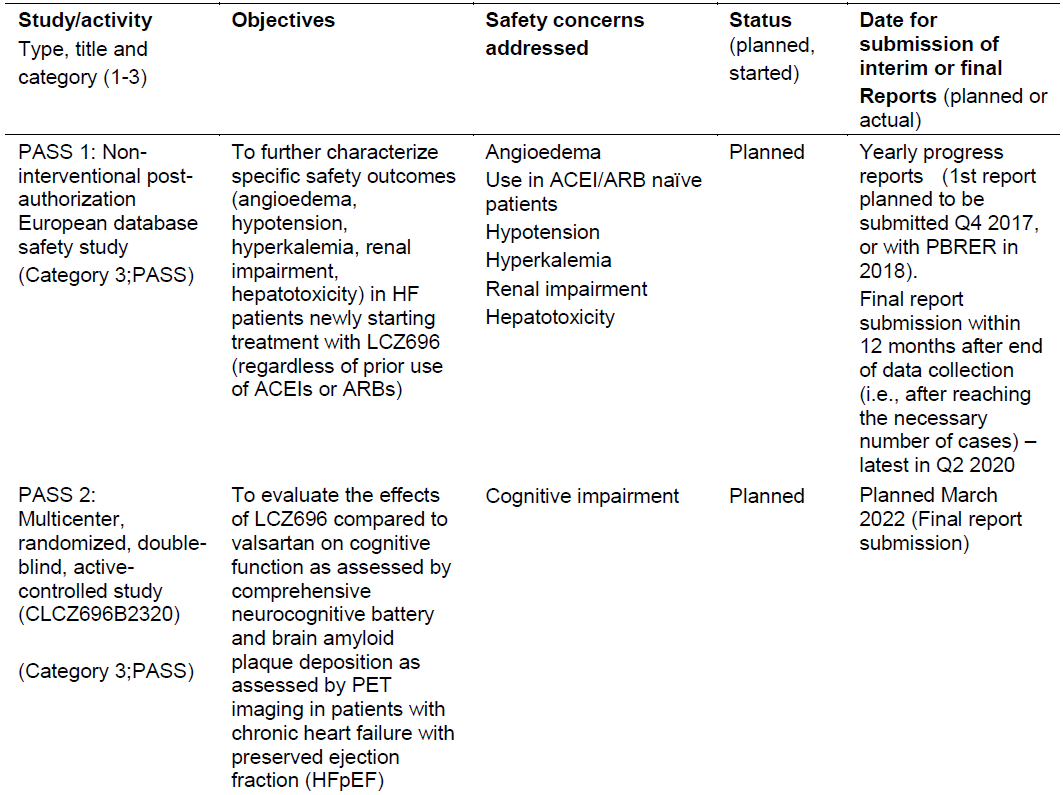 Study/activity
Type, title and
category (1-3)
Objectives
Safety concerns
addressed
Status
(planned,
started)
Date for
submission of
interim or final
Reports (planned or
actual)
PASS 1: Non-
interventional post-
authorization
European database
safety study
(Category 3;PASS)
To further characterize
specific safety outcomes
(angioedema,
hypotension,
hyperkalemia, renal
impairment,
hepatotoxicity) in HF
patients newly starting
treatment with LCZ696
(regardless of prior use
of ACEIs or ARBs)
Angioedema
Use in ACEI/ARB naïve
patients
Hypotension
Hyperkalemia
Renal impairment
Hepatotoxicity
Planned
Yearly progress
reports (1st report
planned to be
submitted Q4 2017,
or with PBRER in
2018).
Final report
submission within
12 months after end
of data collection
(i.e., after reaching
the necessary
number of cases) –
latest in Q2 2020
PASS 2:
Multicenter,
randomized, double-
blind, active-
controlled study
(CLCZ696B2320)
(Category 3;PASS)
To evaluate the effects
of LCZ696 compared to
valsartan on cognitive
function as assessed by
comprehensive
neurocognitive battery
and brain amyloid
plaque deposition as
assessed by PET
imaging in patients with
chronic heart failure with
preserved ejection
fraction (HFpEF)
Cognitive impairment
Planned
Planned March
2022 (Final report
submission)